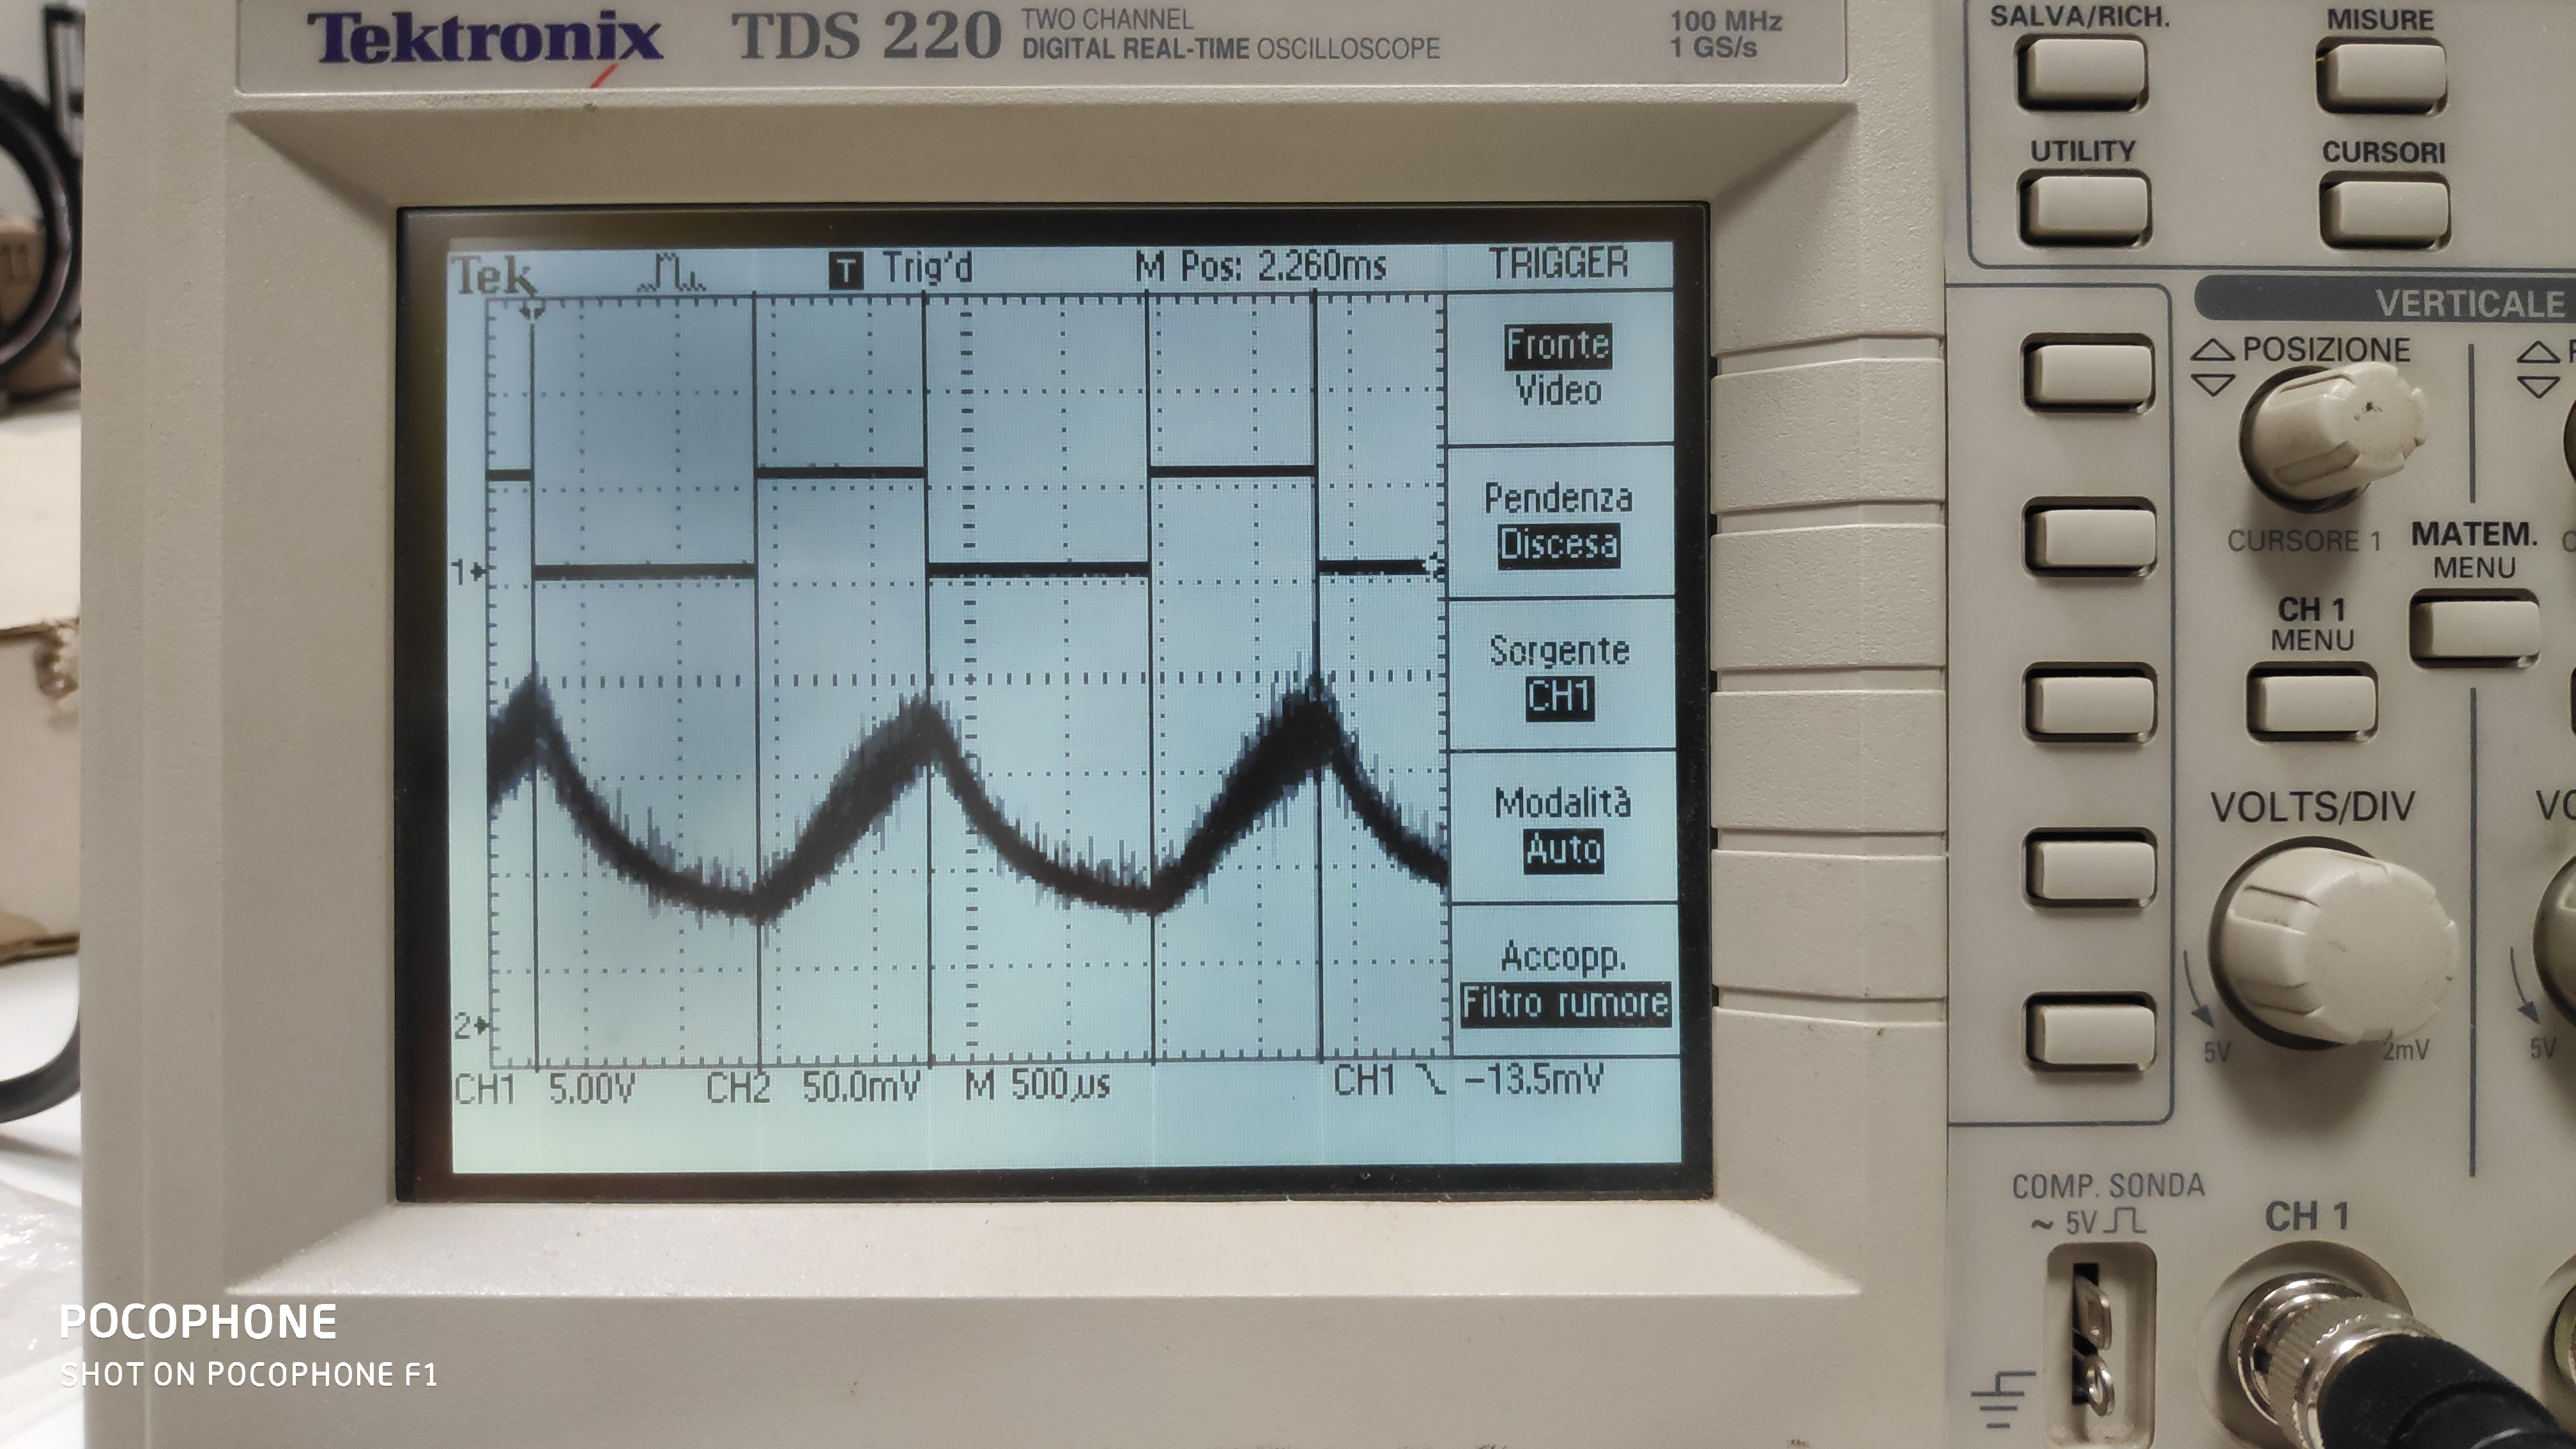 Tektronix TDS 220 TWO CHANNEL
DIGITAL REAL-TIME OSCILLOSCOPE
100 MHz
1 GS/s
SALVA/RICH.
MISURE
UTILITY
CURSORI
Tek T Trig'd M Pos: 2.260ms TRIGGER
Fronte
Video
Pendenza
Discesa
Sorgente
CH1
Modalità
Auto
Accopp.
Filtro rumore
1
2
CH1 5.00V CH2 50.0mV M 500µs CH1 -13.5mV
VERTICALE
POSIZIONE
CURSORE 1
MATEM.
MENU
CH 1
MENU
VOLTS/DIV
5V
2mV
5V
COMP. SONDA
~ 5V
CH 1
POCOPHONE
SHOT ON POCOPHONE F1